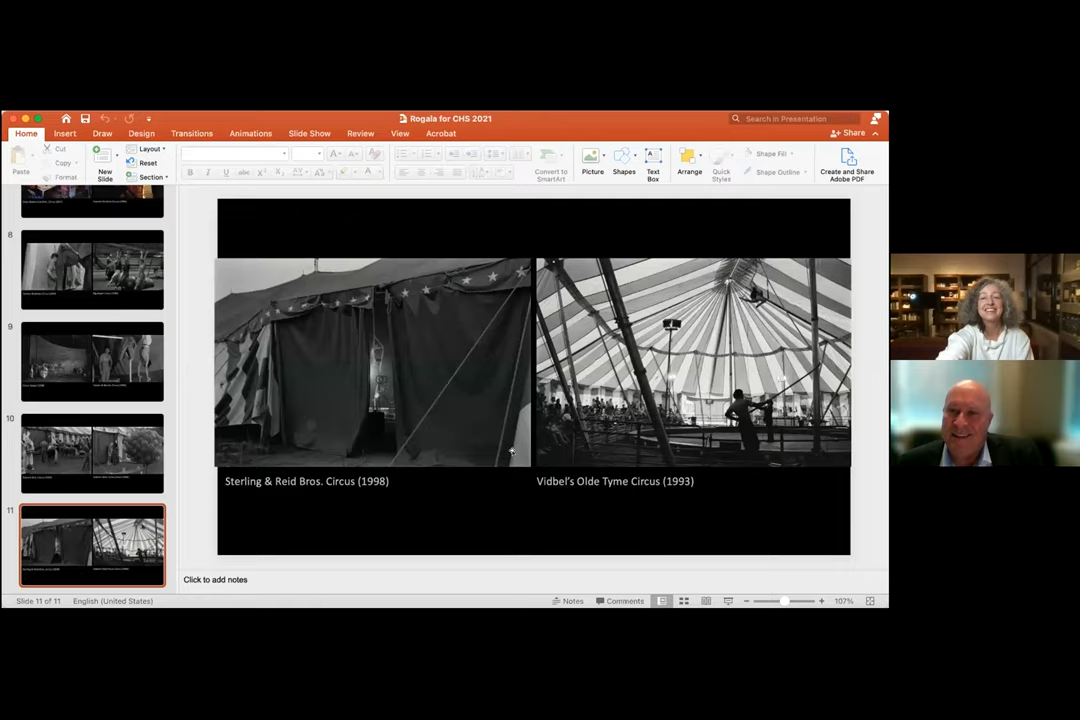 Rogala for CHS 2021
Search in Presentation
Home Insert Draw Design Transitions Animations Slide Show Review View Acrobat
Share
Paste
Cut
Copy
Format
New Slide
Layout
Reset
Section
Convert to SmartArt
Picture
Shapes
Text Box
Arrange
Quick Styles
Shape Fill
Shape Outline
Create and Share Adobe PDF
8
9
10
11
Sterling & Reid Bros. Circus (1998)
Vidbel's Olde Tyme Circus (1993)
Click to add notes
Slide 11 of 11 English (United States) Notes Comments 107%